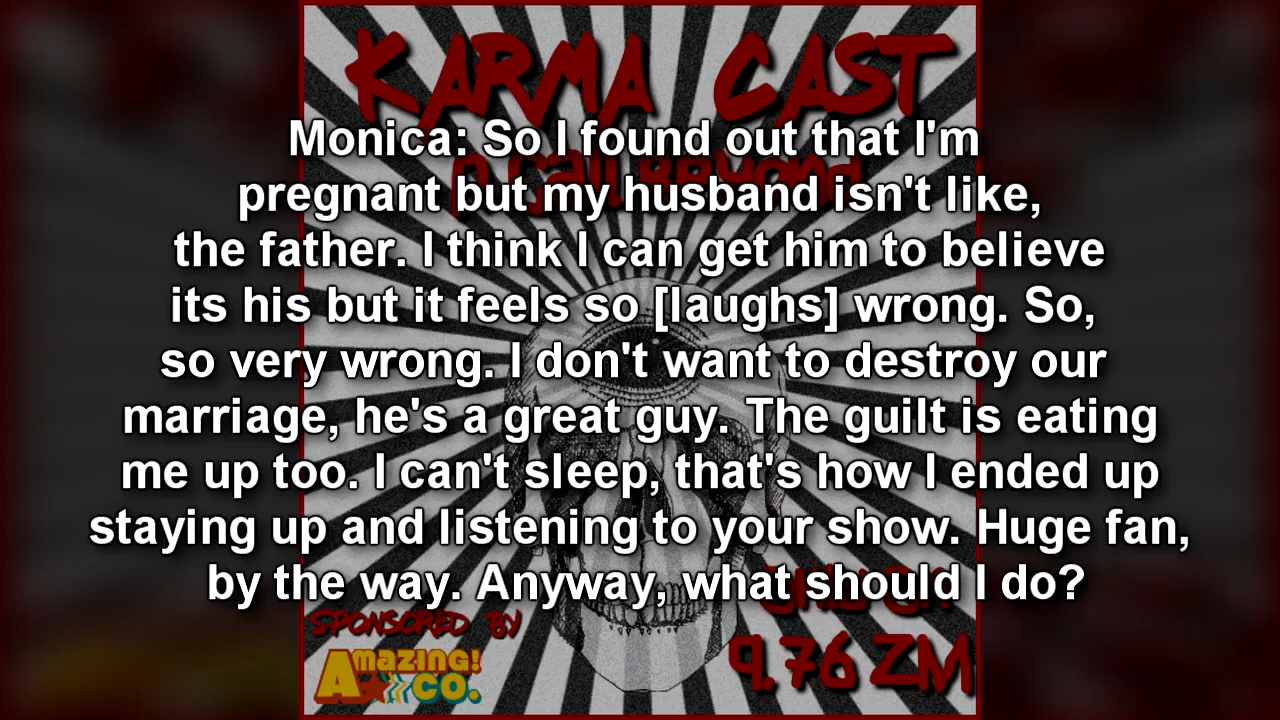 KARMA CAST
Monica: So I found out that I'm
pregnant but my husband isn't like,
the father. I think I can get him to believe
its his but it feels so [laughs] wrong. So,
so very wrong. I don't want to destroy our
marriage, he's a great guy. The guilt is eating
me up too. I can't sleep, that's how I ended up
staying up and listening to your show. Huge fan,
by the way. Anyway, what should I do?
SPONSORED BY
Amazing!
CO.
9.76 ZM